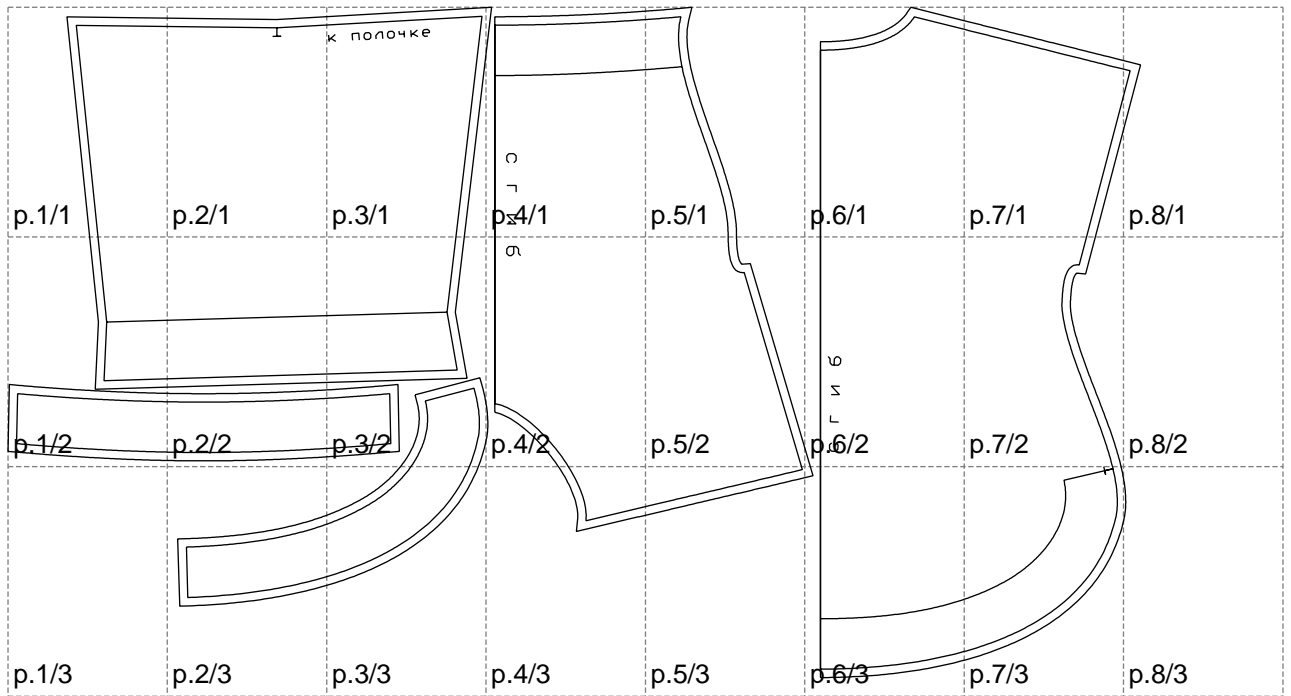 к полочке
сгиб
p.1/1 p.2/1 p.3/1 p.4/1 p.5/1 p.6/1 p.7/1 p.8/1
сгиб
p.1/2 p.2/2 p.3/2 p.4/2 p.5/2 p.6/2 p.7/2 p.8/2
p.1/3 p.2/3 p.3/3 p.4/3 p.5/3 p.6/3 p.7/3 p.8/3